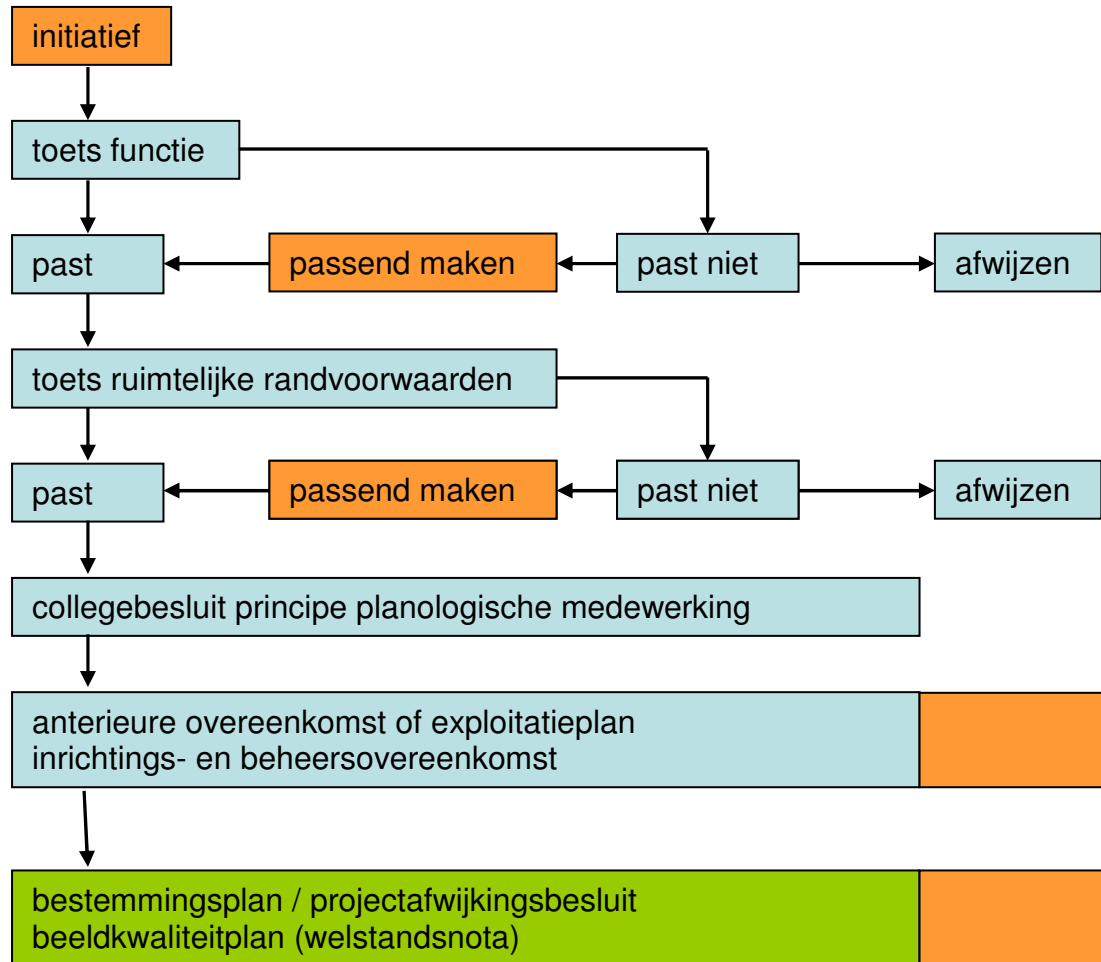 initiatief
toets functie
past
passend maken
past niet
afwijzen
toets ruimtelijke randvoorwaarden
past
passend maken
past niet
afwijzen
collegebesluit principe planologische medewerking
anterieure overeenkomst of exploitatieplan
inrichtings- en beheersovereenkomst
bestemmingsplan / projectafwijkingsbesluit
beeldkwaliteitplan (welstandsnota)